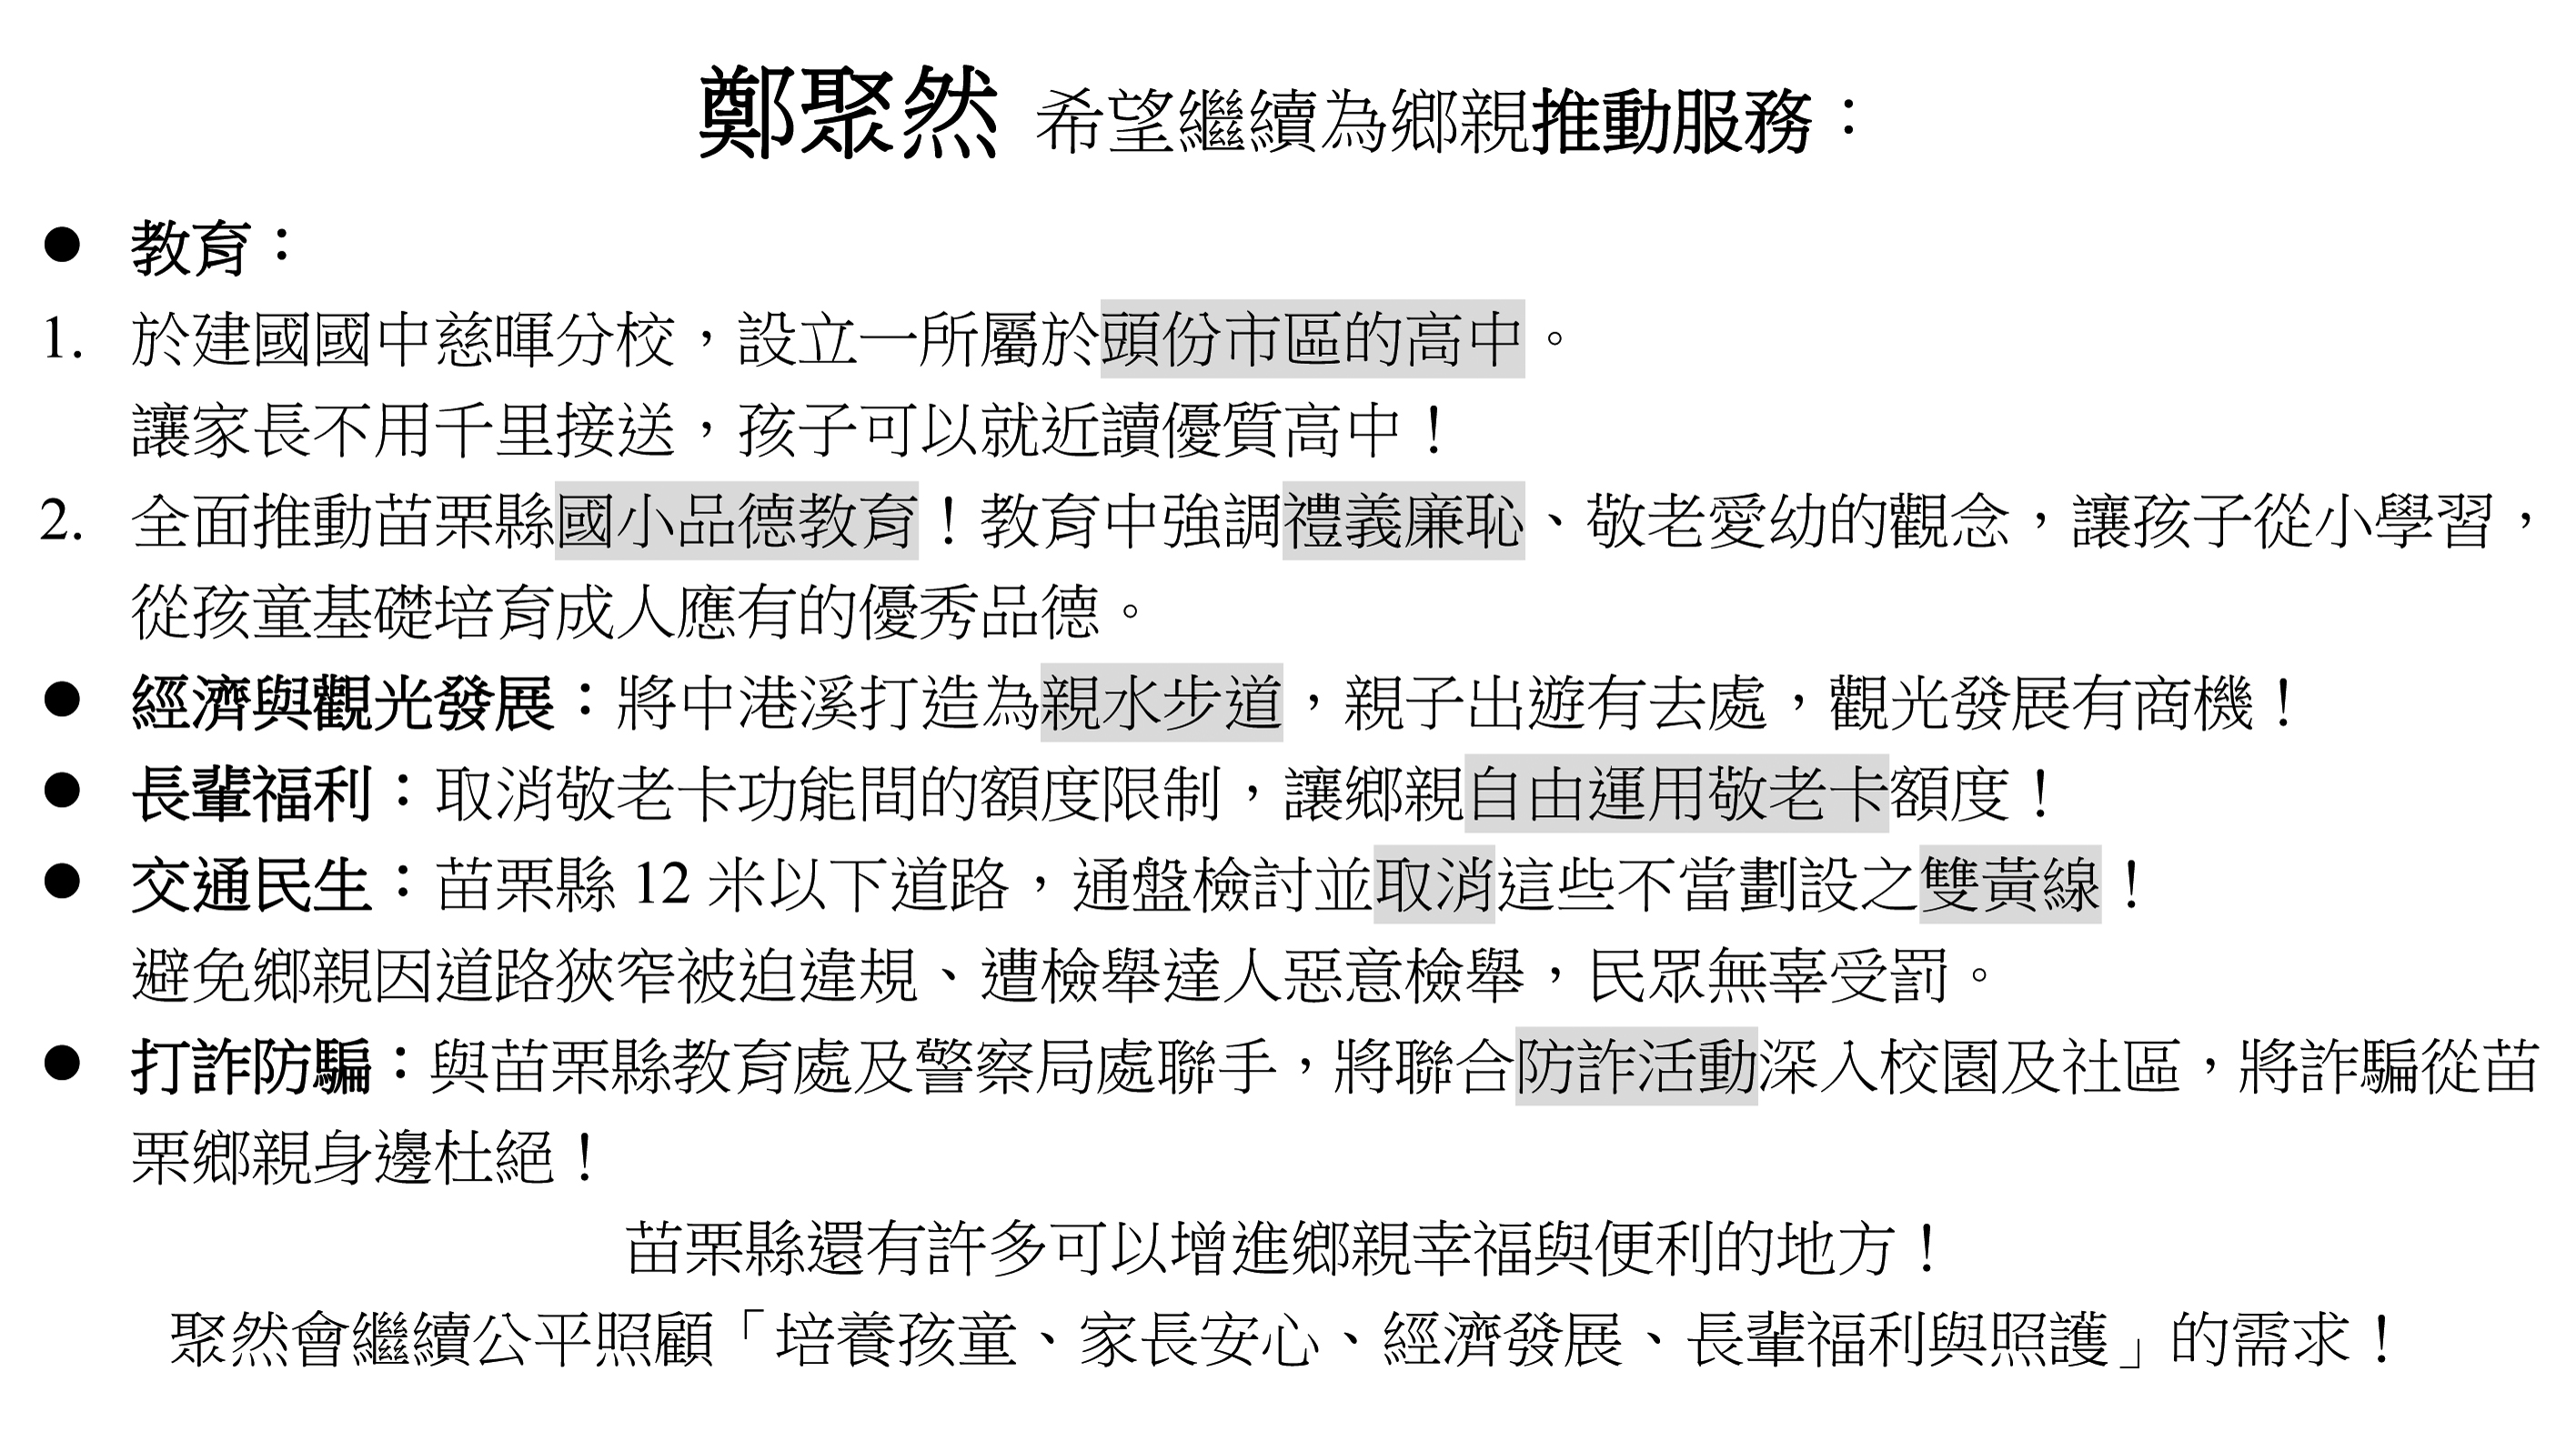 鄭聚然 希望繼續為鄉親推動服務：
● 教育：
1. 於建國國中慈暉分校，設立一所屬於頭份市區的高中。
讓家長不用千里接送，孩子可以就近讀優質高中！
2. 全面推動苗栗縣國小品德教育！教育中強調禮義廉恥、敬老愛幼的觀念，讓孩子從小學習，
從孩童基礎培育成人應有的優秀品德。
● 經濟與觀光發展：將中港溪打造為親水步道，親子出遊有去處，觀光發展有商機！
● 長輩福利：取消敬老卡功能間的額度限制，讓鄉親自由運用敬老卡額度！
● 交通民生：苗栗縣 12 米以下道路，通盤檢討並取消這些不當劃設之雙黃線！
避免鄉親因道路狹窄被迫違規、遭檢舉達人惡意檢舉，民眾無辜受罰。
● 打詐防騙：與苗栗縣教育處及警察局處聯手，將聯合防詐活動深入校園及社區，將詐騙從苗
栗鄉親身邊杜絕！
苗栗縣還有許多可以增進鄉親幸福與便利的地方！
聚然會繼續公平照顧「培養孩童、家長安心、經濟發展、長輩福利與照護」的需求！